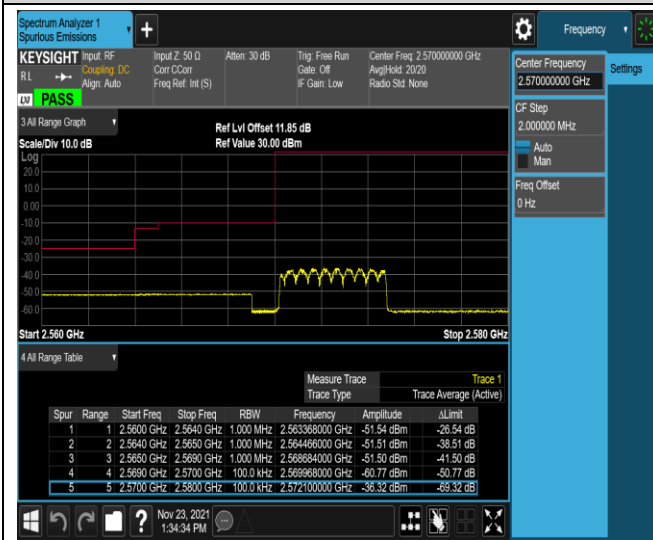 Spectrum Analyzer 1
Spurious Emissions
+
Frequency
KEYSIGHT Input: RF Input Z: 50 Ω Atten: 30 dB Trig: Free Run Center Freq: 2.570000000 GHz
RL Coupling: DC Corr CCorr Gate: Off Avg|Hold: 20/20
Align: Auto Freq Ref: Int (S) IF Gain: Low Radio Std: None
LXI PASS
Center Frequency
2.570000000 GHz
Settings
CF Step
2.000000 MHz
Auto
Man
Freq Offset
0 Hz
3 All Range Graph
Ref Lvl Offset 11.85 dB
Scale/Div 10.0 dB Ref Value 30.00 dBm
Log
20.0
10.0
0.00
-10.0
-20.0
-30.0
-40.0
-50.0
-60.0
Start 2.560 GHz Stop 2.580 GHz
4 All Range Table
Measure Trace Trace 1
Trace Type Trace Average (Active)
Spur Range Start Freq Stop Freq RBW Frequency Amplitude ΔLimit
1 1 2.5600 GHz 2.5640 GHz 1.000 MHz 2.563368000 GHz -51.54 dBm -26.54 dB
2 2 2.5640 GHz 2.5650 GHz 1.000 MHz 2.564466000 GHz -51.51 dBm -38.51 dB
3 3 2.5650 GHz 2.5690 GHz 1.000 MHz 2.568684000 GHz -51.50 dBm -41.50 dB
4 4 2.5690 GHz 2.5700 GHz 100.0 kHz 2.569968000 GHz -60.77 dBm -50.77 dB
5 5 2.5700 GHz 2.5800 GHz 100.0 kHz 2.572100000 GHz -36.32 dBm -69.32 dB
? Nov 23, 2021
1:34:34 PM